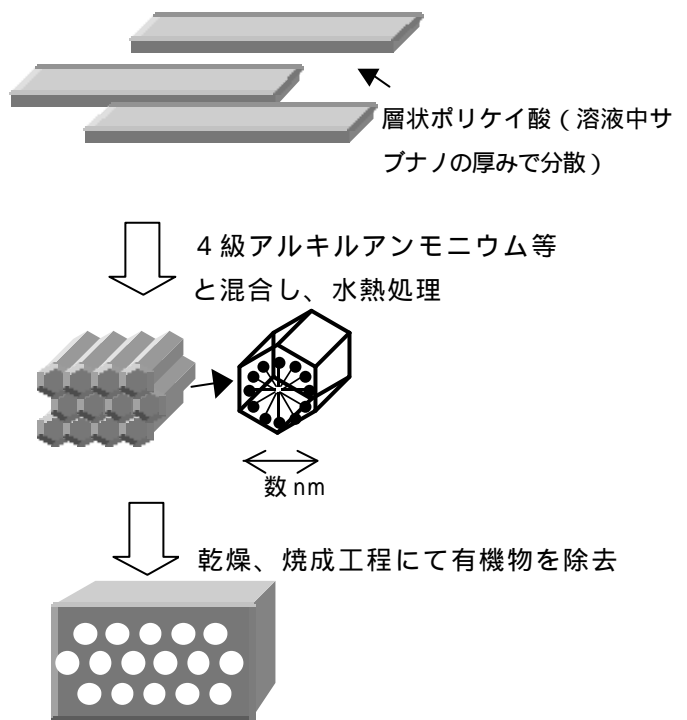 層状ポリケイ酸（溶液中サ
ブナノの厚みで分散）
４級アルキルアンモニウム等
と混合し、水熱処理
数 nm
乾燥、焼成工程にて有機物を除去